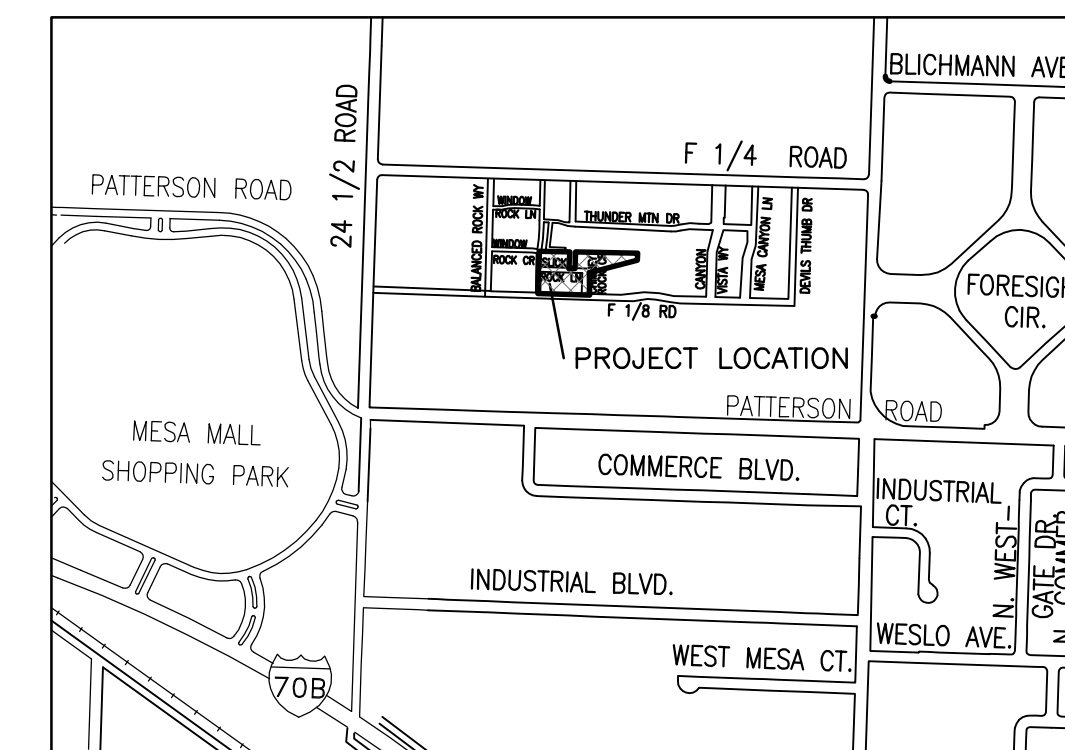 BLICHMANN AVE
24 1/2 ROAD
F 1/4 ROAD
PATTERSON ROAD
BALANCED ROCK WY
WINDOW
ROCK LN
WINDOW
ROCK CR
THUNDER MTN DR
SLICK
ROCK LN
CANYON
VISTA WY
MESA CANYON LN
DEVILS THUMB DR
F 1/8 RD
FORESIGH
CIR.
PROJECT LOCATION
PATTERSON ROAD
MESA MALL
SHOPPING PARK
COMMERCE BLVD.
INDUSTRIAL
CT.
N. WEST-
GATE DR.
INDUSTRIAL BLVD.
WESLO AVE.
WEST MESA CT.
70B